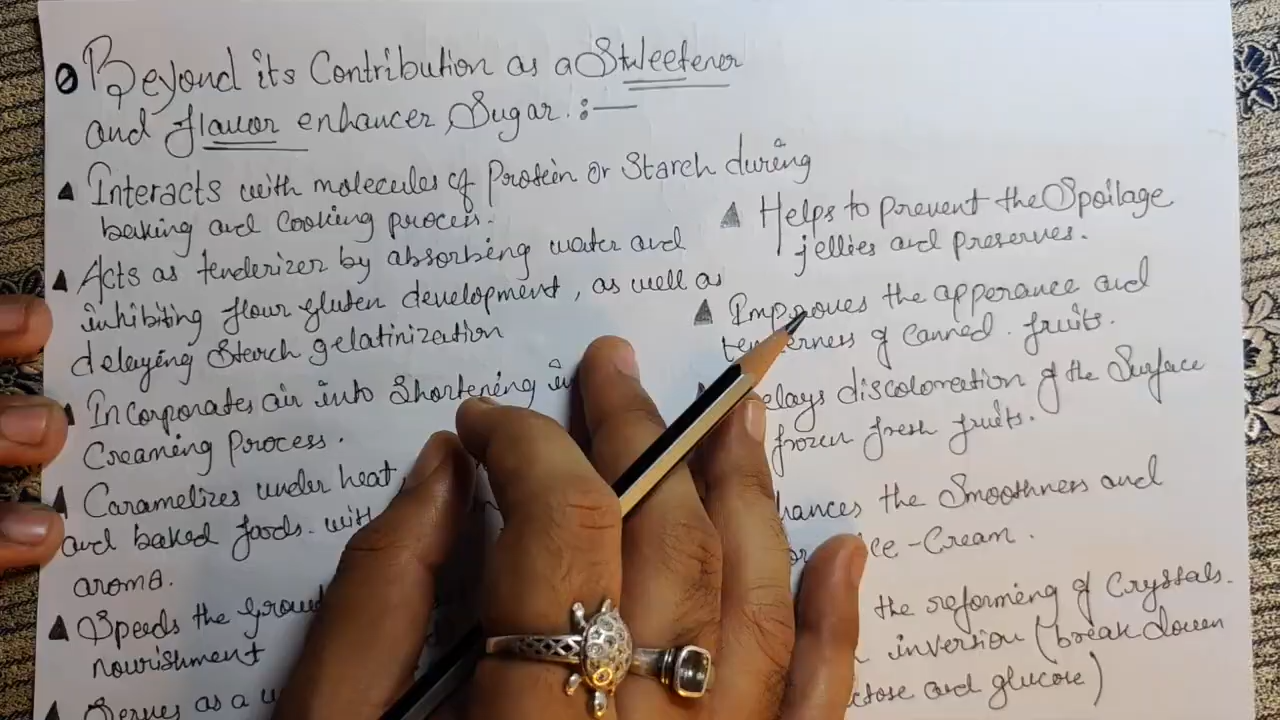 Beyond its Contribution as a Sweetener
and flavor enhancer, Sugar :—
Interacts with molecules of Protein or Starch during
baking and cooking process.
Acts as tenderizer by absorbing water and
inhibiting flour gluten development, as well as
delaying Starch gelatinization
Incorporates air into Shortening in
Creaming Process.
Caramelizes under heat,
and baked foods. with
aroma.
Speeds the
nourishment
Serves as a
Helps to prevent the Spoilage
jellies and preserves.
Improves the apperance and
of canned. fruits.
discoloration of the Surface
frozen fresh fruits.
the Smoothness and
Ice-Cream.
the reforming of Crystals.
inversion (break down
and glucose)